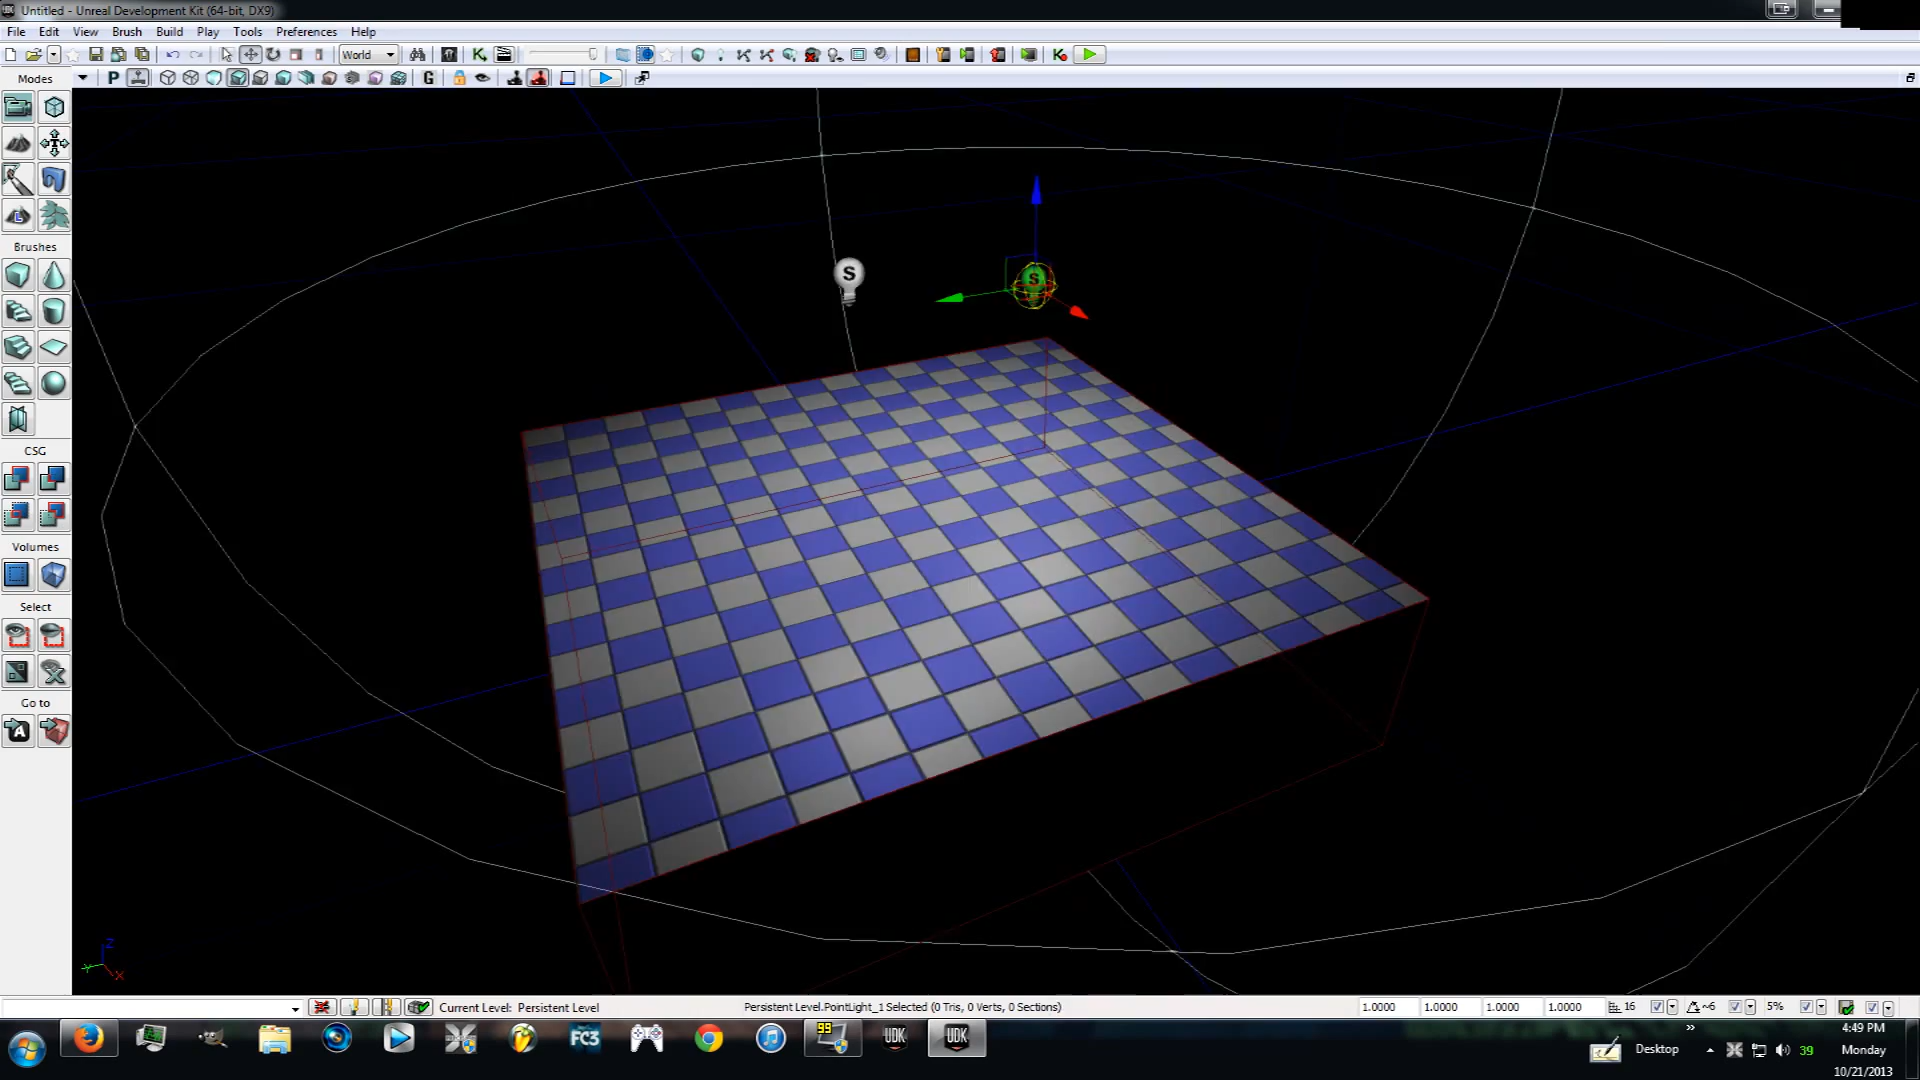 Untitled - Unreal Development Kit (64-bit, DX9)
File Edit View Brush Build Play Tools Preferences Help
World
Modes
P
G
Brushes
CSG
Volumes
Select
Go to
A
S
S
Z
Y
X
Current Level: Persistent Level
Persistent Level.PointLight_1 Selected (0 Tris, 0 Verts, 0 Sections)
1.0000 1.0000 1.0000 1.0000
16
5%
FC3
99
UDK
UDK
Desktop
39
4:49 PM
Monday
10/21/2013